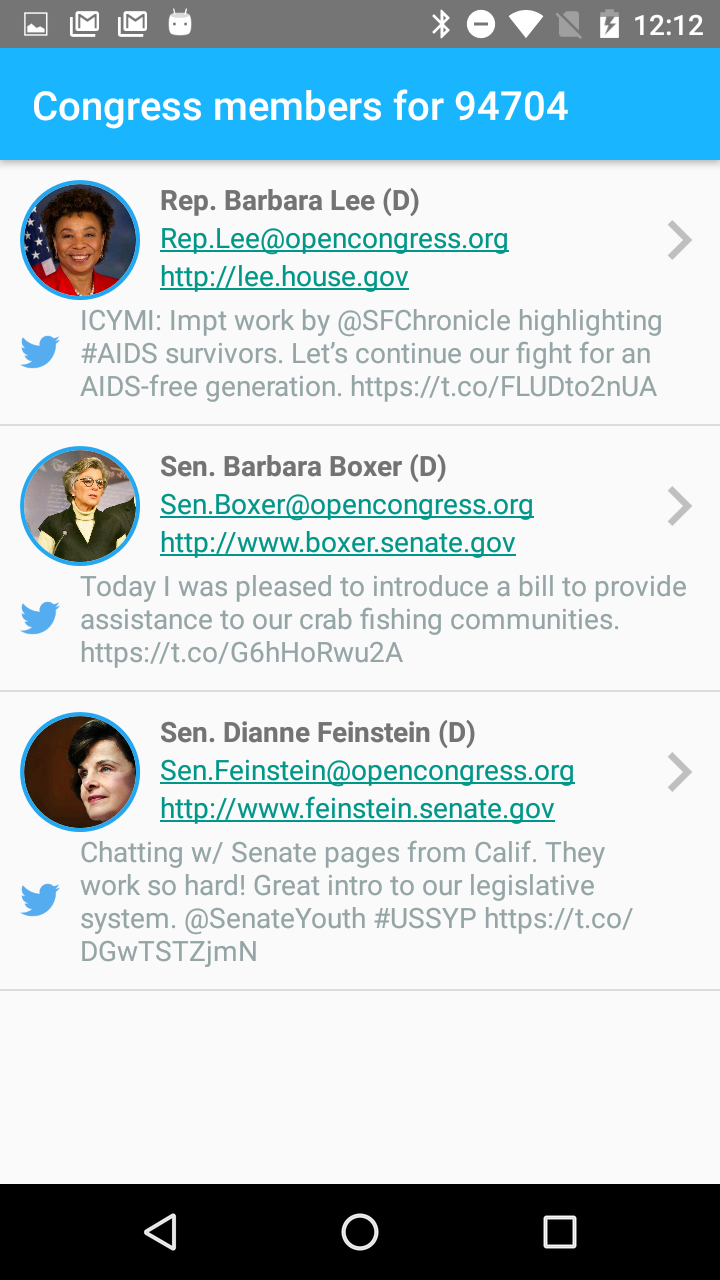 12:12
Congress members for 94704
Rep. Barbara Lee (D)
Rep.Lee@opencongress.org
http://lee.house.gov
ICYMI: Impt work by @SFChronicle highlighting
#AIDS survivors. Let’s continue our fight for an
AIDS-free generation. https://t.co/FLUDto2nUA
Sen. Barbara Boxer (D)
Sen.Boxer@opencongress.org
http://www.boxer.senate.gov
Today I was pleased to introduce a bill to provide
assistance to our crab fishing communities.
https://t.co/G6hHoRwu2A
Sen. Dianne Feinstein (D)
Sen.Feinstein@opencongress.org
http://www.feinstein.senate.gov
Chatting w/ Senate pages from Calif. They
work so hard! Great intro to our legislative
system. @SenateYouth #USSYP https://t.co/
DGwTSTZjmN